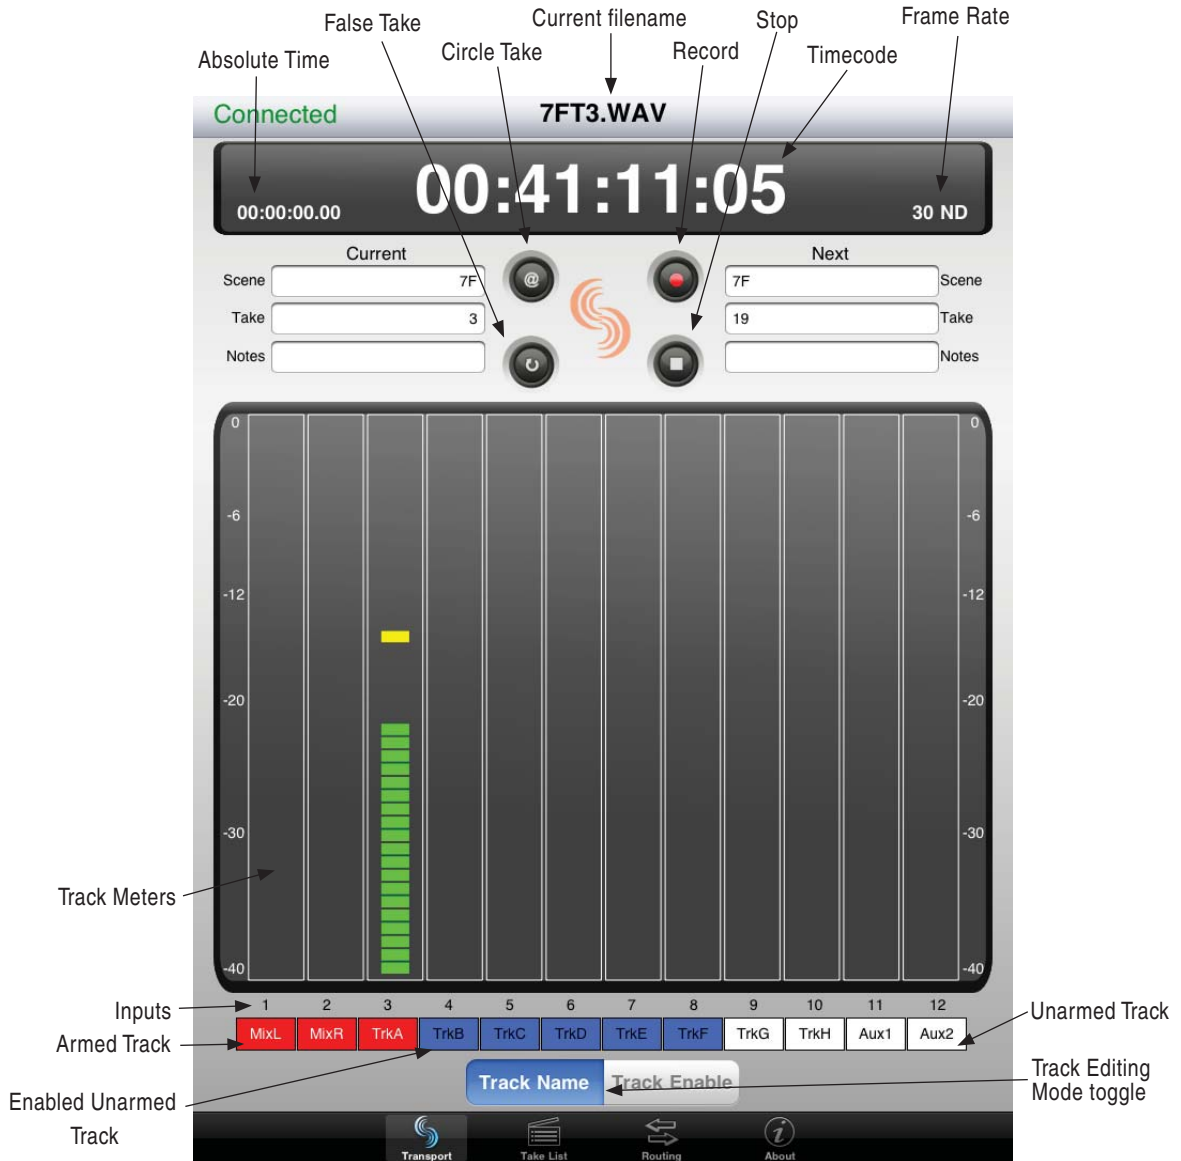 False Take
Current filename
Stop
Frame Rate
Absolute Time
Circle Take
Record
Timecode
Connected
7FT3.WAV
00:00:00.00
00:41:11:05
30 ND
Current
Next
Scene
7F
@
7F
Scene
Take
3
19
Take
Notes
Notes
0
0
-6
-6
-12
-12
-20
-20
-30
-30
Track Meters
-40
-40
Inputs
1 2 3 4 5 6 7 8 9 10 11 12
Unarmed Track
Armed Track
MixL MixR TrkA TrkB TrkC TrkD TrkE TrkF TrkG TrkH Aux1 Aux2
Track Name
Track Enable
Track Editing
Mode toggle
Enabled Unarmed
Track
Transport
Take List
Routing
i
About